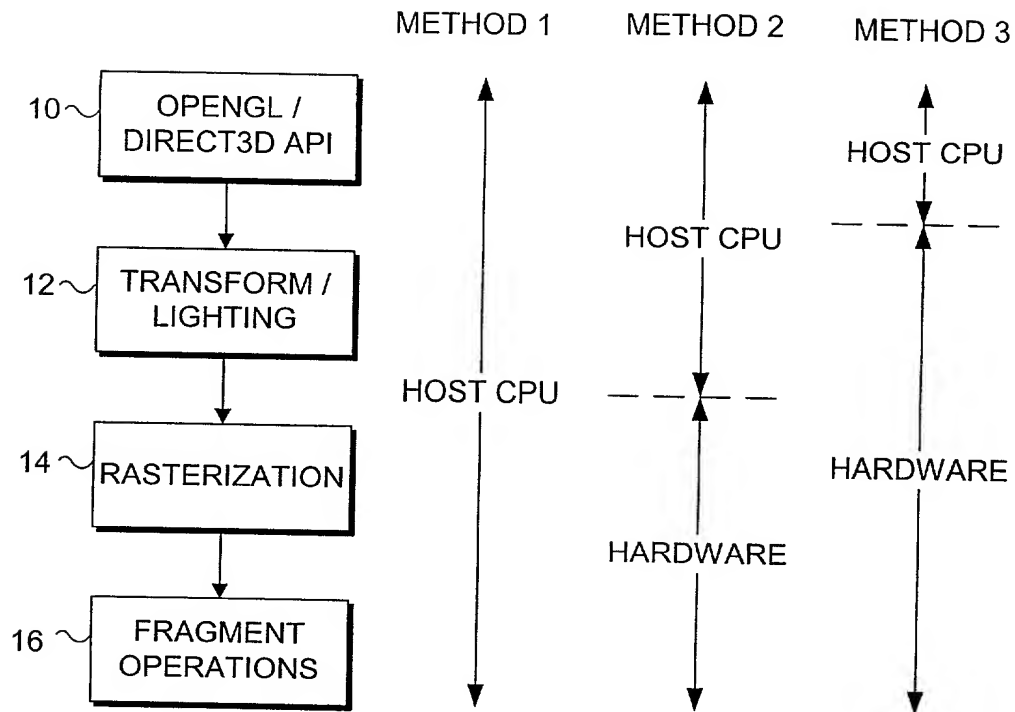 METHOD 1
METHOD 2
METHOD 3
10
OPENGL /
DIRECT3D API
HOST CPU
12
TRANSFORM /
LIGHTING
HOST CPU
HOST CPU
14
RASTERIZATION
HARDWARE
HARDWARE
16
FRAGMENT
OPERATIONS